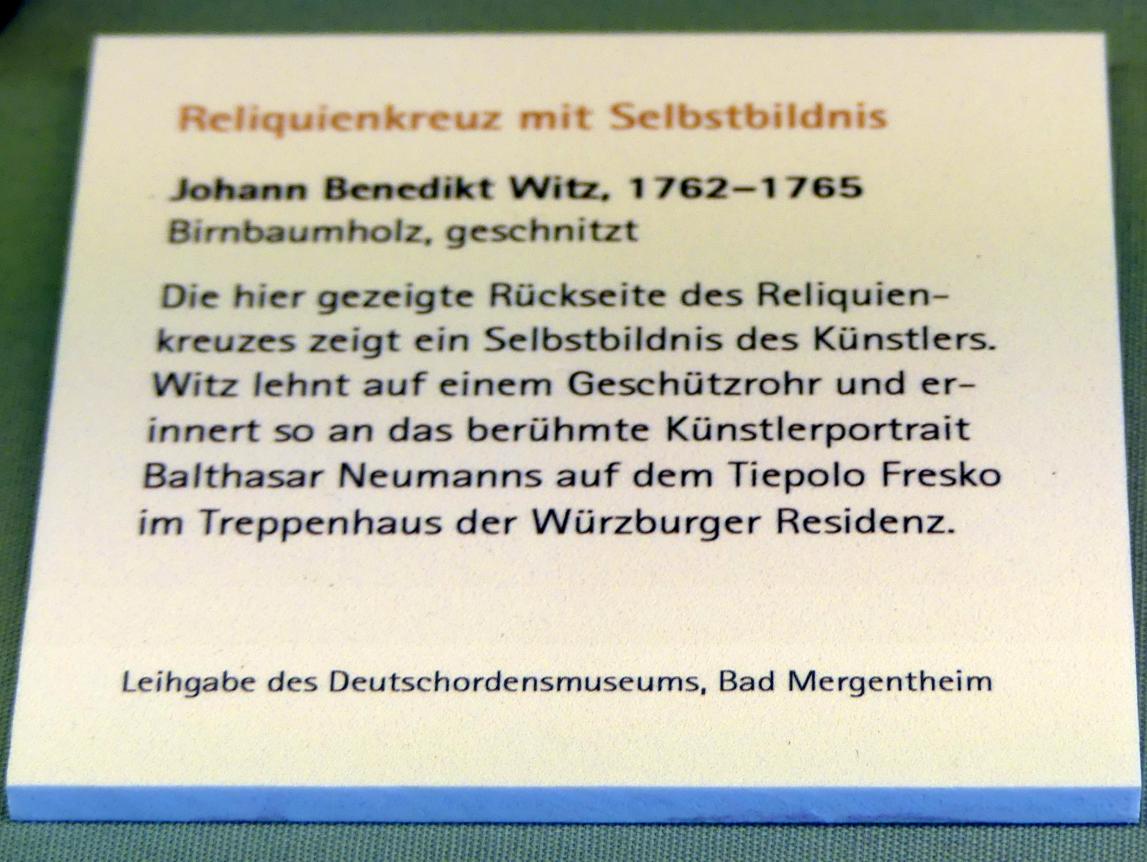 Reliquienkreuz mit Selbstbildnis
Johann Benedikt Witz, 1762–1765
Birnbaumholz, geschnitzt
Die hier gezeigte Rückseite des Reliquien-
kreuzes zeigt ein Selbstbildnis des Künstlers.
Witz lehnt auf einem Geschützrohr und er-
innert so an das berühmte Künstlerportrait
Balthasar Neumanns auf dem Tiepolo Fresko
im Treppenhaus der Würzburger Residenz.
Leihgabe des Deutschordensmuseums, Bad Mergentheim